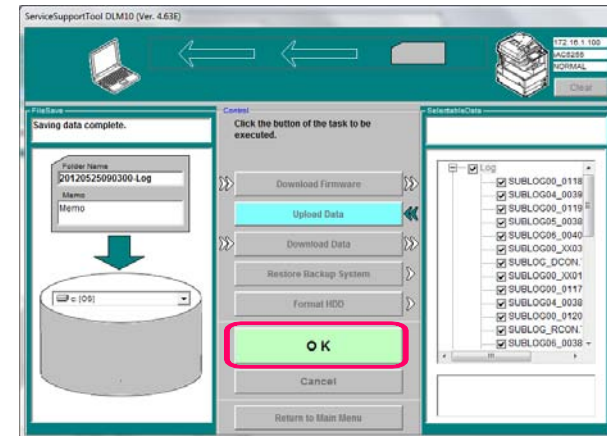 ServiceSupportTool DLM10 (Ver. 4.63E)
172.16.1.100
iAC5255
NORMAL
Clear
FileSave
Saving data complete.
Folder Name
20120525090300-Log
Memo
Memo
c: [OS]
Control
Click the button of the task to be
executed.
Download Firmware
Upload Data
Download Data
Restore Backup System
Format HDD
OK
Cancel
Return to Main Menu
SelectableData
Log
SUBLOG00_0118
SUBLOG04_0039
SUBLOG00_0119
SUBLOG05_0038
SUBLOG06_0040
SUBLOG00_XX03
SUBLOG_DCON.
SUBLOG00_XX01
SUBLOG00_0117
SUBLOG04_0038
SUBLOG00_0120
SUBLOG_RCON.
SUBLOG06_0038